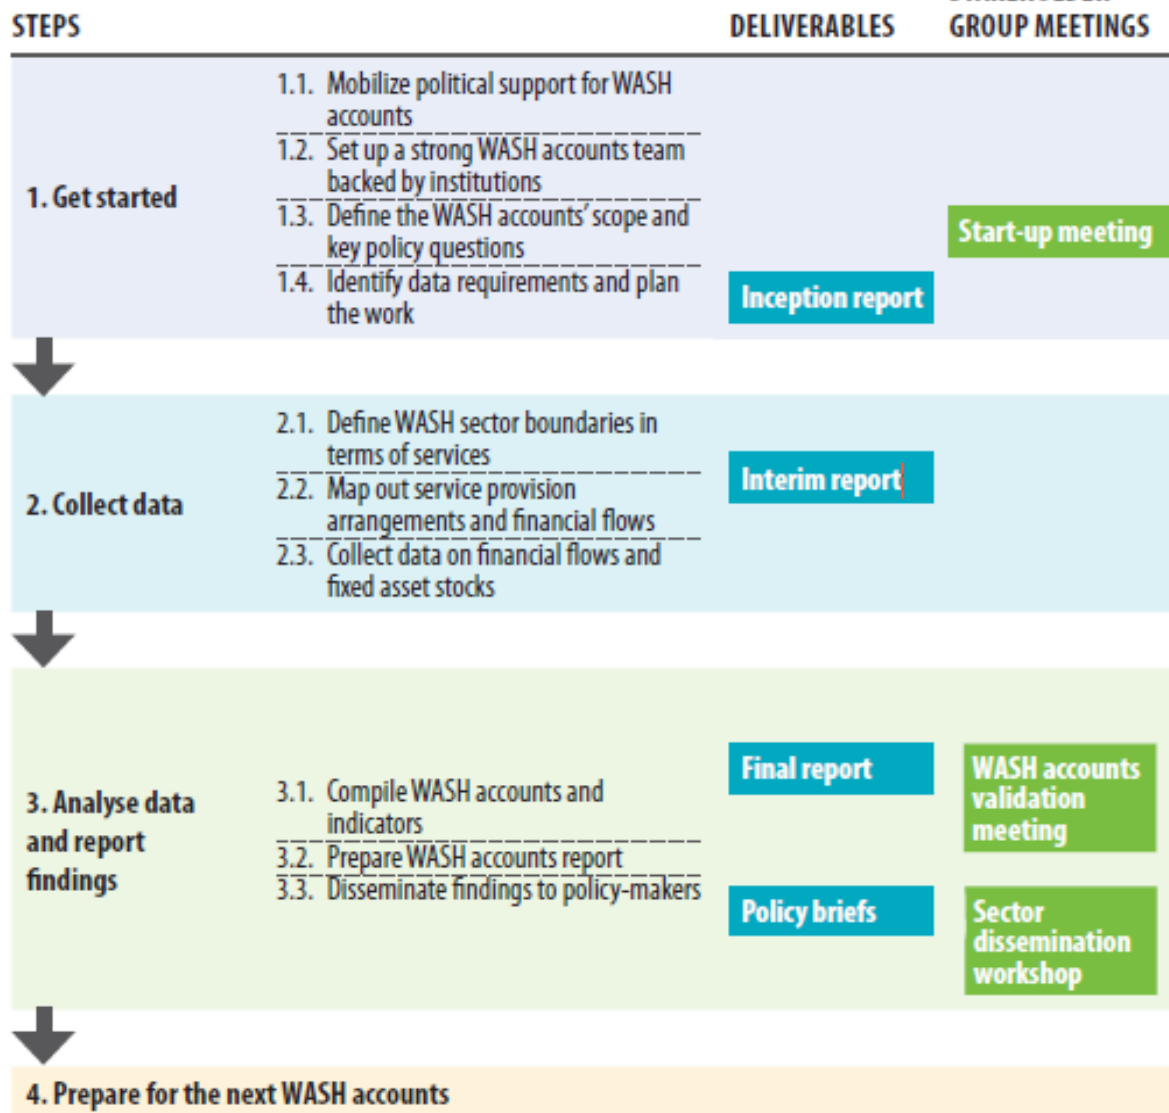 STEPS
DELIVERABLES
GROUP MEETINGS
1. Get started
1.1. Mobilize political support for WASH
accounts
1.2. Set up a strong WASH accounts team
backed by institutions
1.3. Define the WASH accounts’ scope and
key policy questions
1.4. Identify data requirements and plan
the work
Inception report
Start-up meeting
2. Collect data
2.1. Define WASH sector boundaries in
terms of services
2.2. Map out service provision
arrangements and financial flows
2.3. Collect data on financial flows and
fixed asset stocks
Interim report
3. Analyse data
and report
findings
3.1. Compile WASH accounts and
indicators
3.2. Prepare WASH accounts report
3.3. Disseminate findings to policy-makers
Final report
WASH accounts
validation
meeting
Policy briefs
Sector
dissemination
workshop
4. Prepare for the next WASH accounts